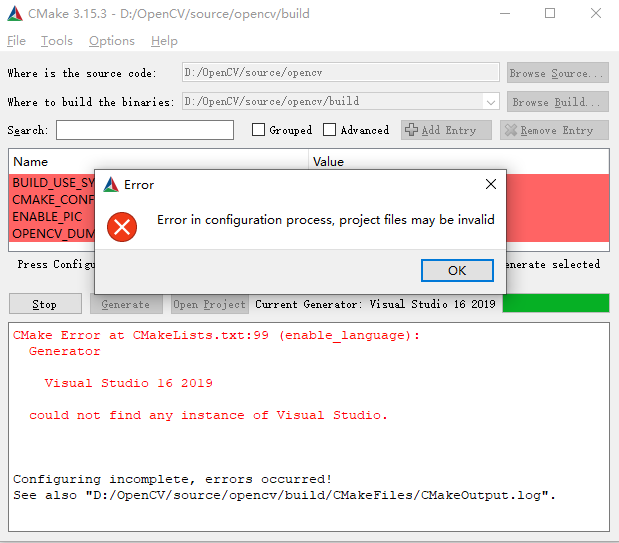 CMake 3.15.3 - D:/OpenCV/source/opencv/build
File Tools Options Help
Where is the source code: D:/OpenCV/source/opencv Browse Source...
Where to build the binaries: D:/OpenCV/source/opencv/build Browse Build...
Search: Grouped Advanced Add Entry Remove Entry
Name Value
BUILD_USE_SY
CMAKE_CONF
ENABLE_PIC
OPENCV_DUM
Error
Error in configuration process, project files may be invalid
OK
Press Configu enerate selected
Stop Generate Open Project Current Generator: Visual Studio 16 2019
CMake Error at CMakeLists.txt:99 (enable_language):
Generator
Visual Studio 16 2019
could not find any instance of Visual Studio.
Configuring incomplete, errors occurred!
See also "D:/OpenCV/source/opencv/build/CMakeFiles/CMakeOutput.log".